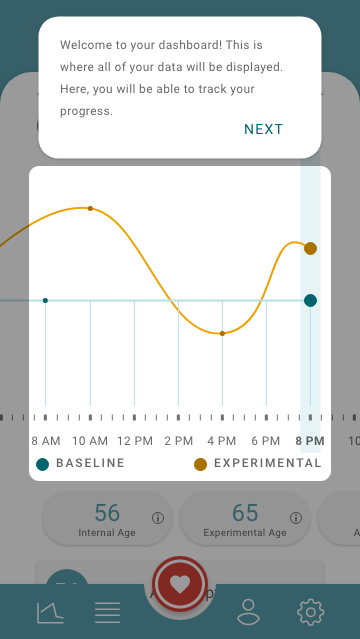 Welcome to your dashboard! This is
where all of your data will be displayed.
Here, you will be able to track your
progress.
NEXT
8 AM 10 AM 12 PM 2 PM 4 PM 6 PM 8 PM 10
BASELINE EXPERIMENTAL
56 65
Internal Age Experimental Age